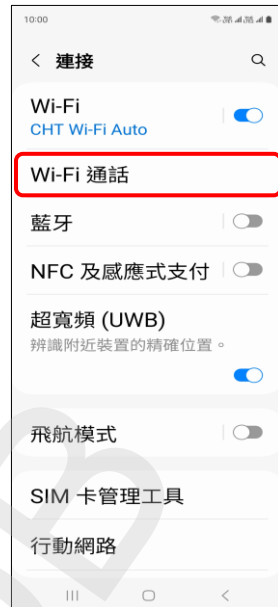 10:00
連接
Wi-Fi
CHT Wi-Fi Auto
Wi-Fi 通話
藍牙
NFC 及感應式支付
超寬頻 (UWB)
辨識附近裝置的精確位置。
飛航模式
SIM 卡管理工具
行動網路